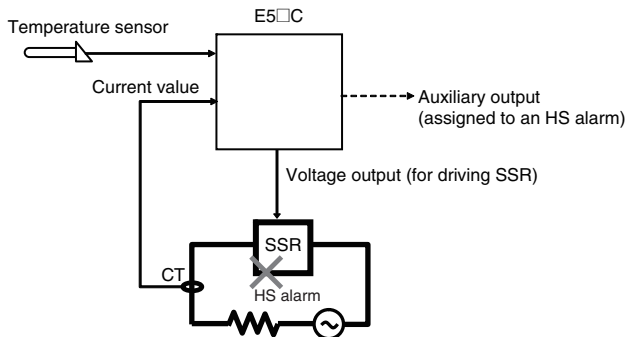 E5□C
Temperature sensor
Current value
Auxiliary output
(assigned to an HS alarm)
Voltage output (for driving SSR)
SSR
CT
HS alarm